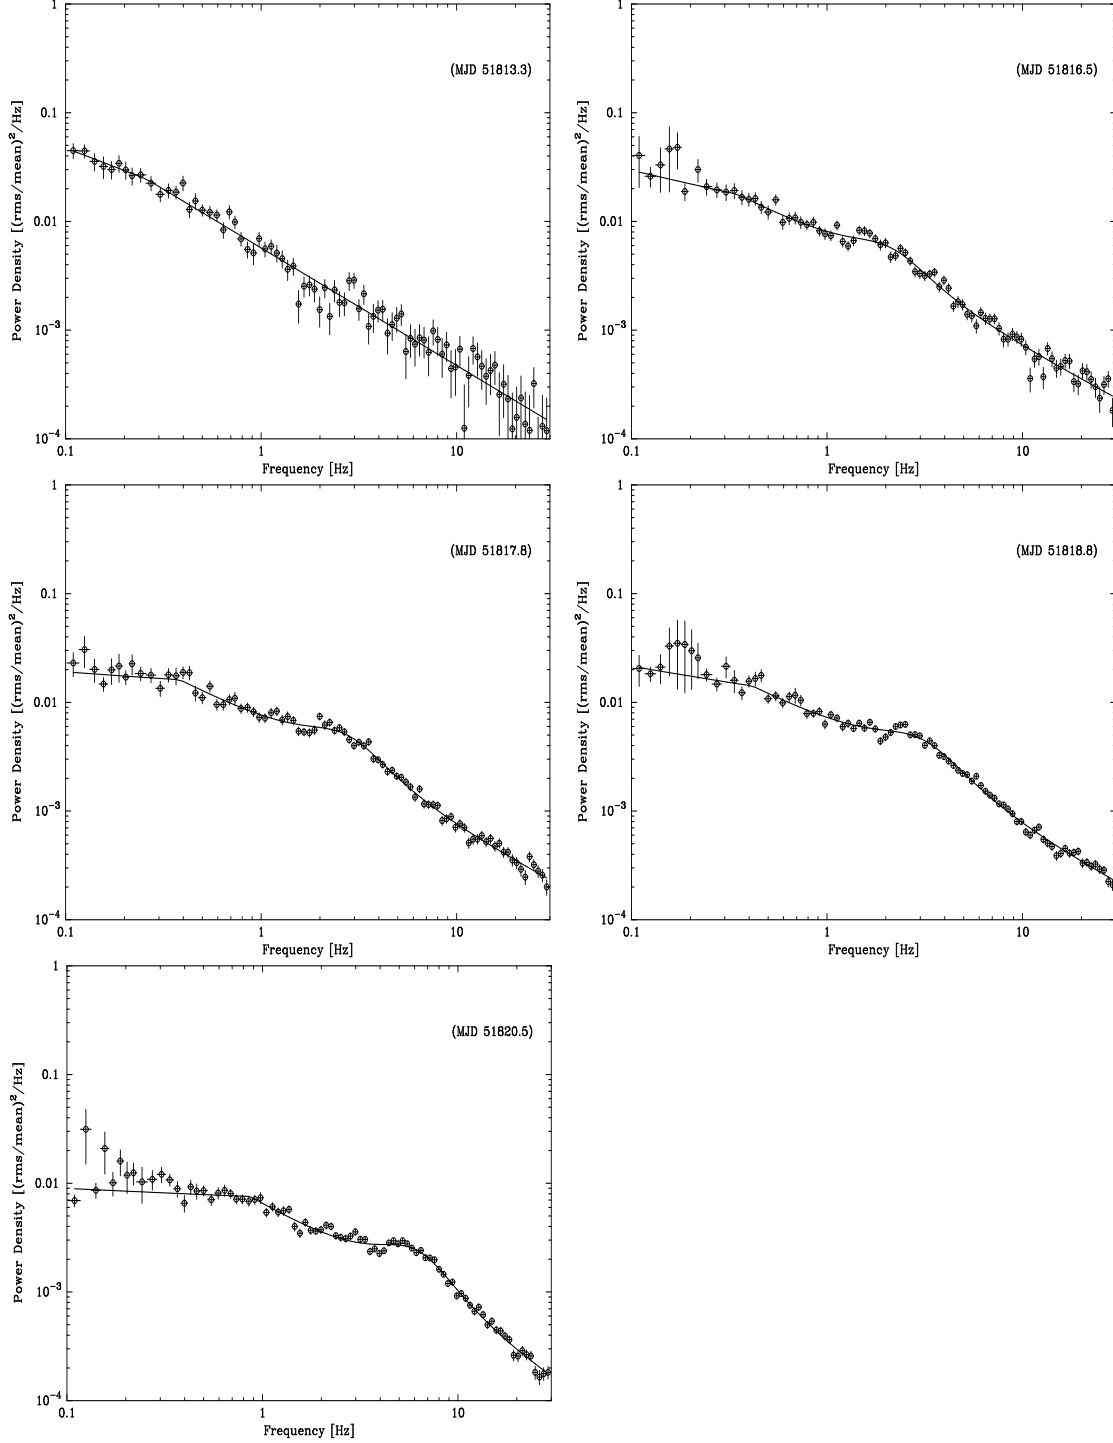 1
1
(MJD 51813.3)
(MJD 51816.5)
0.1
0.1
Power Density [(rms/mean)²/Hz]
Power Density [(rms/mean)²/Hz]
0.01
0.01
10⁻³
10⁻³
10⁻⁴
10⁻⁴
0.1 1 10
0.1 1 10
Frequency [Hz]
Frequency [Hz]
1
1
(MJD 51817.8)
(MJD 51818.8)
0.1
0.1
Power Density [(rms/mean)²/Hz]
Power Density [(rms/mean)²/Hz]
0.01
0.01
10⁻³
10⁻³
10⁻⁴
10⁻⁴
0.1 1 10
0.1 1 10
Frequency [Hz]
Frequency [Hz]
1
(MJD 51820.5)
0.1
Power Density [(rms/mean)²/Hz]
0.01
10⁻³
10⁻⁴
0.1 1 10
Frequency [Hz]